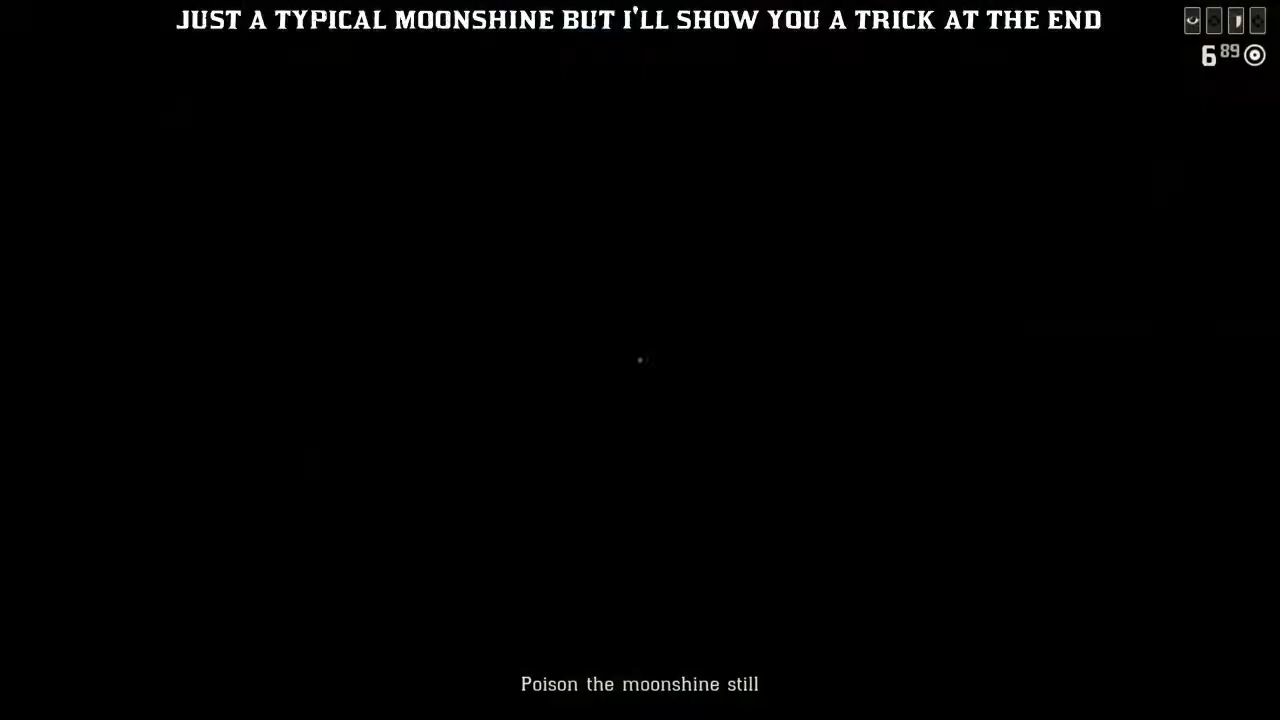 JUST A TYPICAL MOONSHINE BUT I'LL SHOW YOU A TRICK AT THE END
6 89
Poison the moonshine still